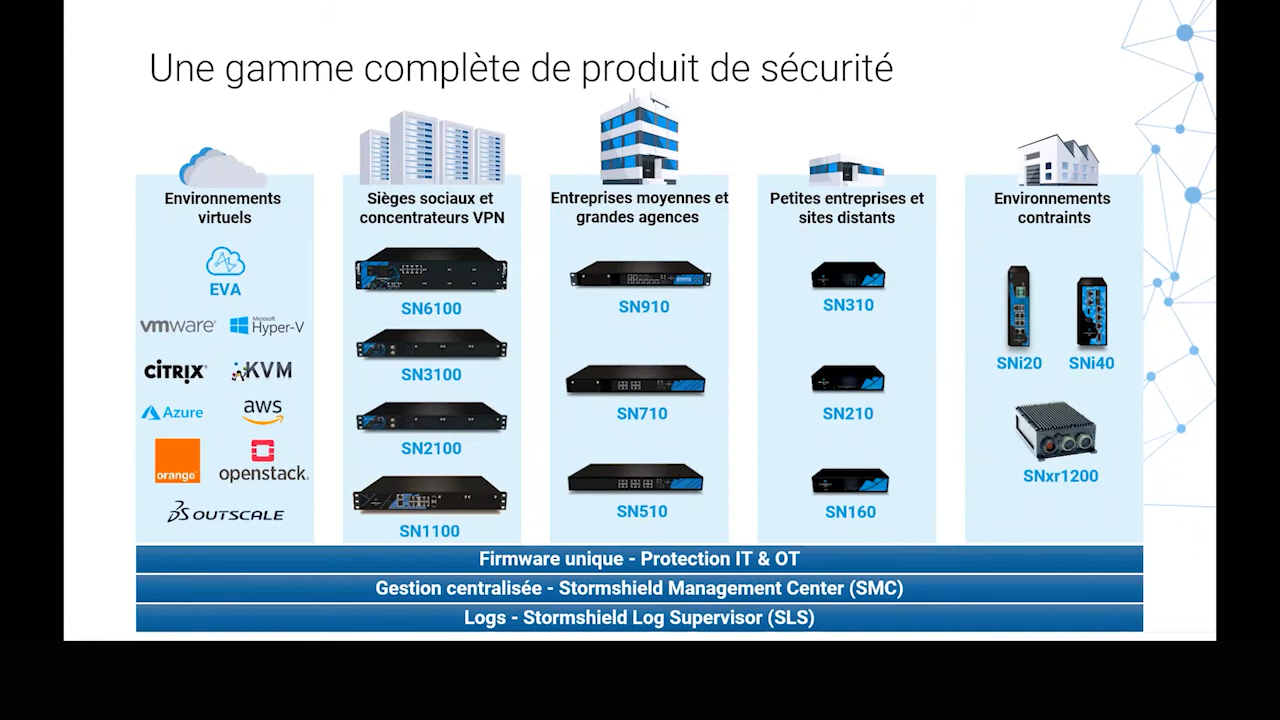 Une gamme complète de produit de sécurité
Environnements
virtuels
EVA
vmware®
Microsoft
Hyper-V
CİTRIX®
KVM
Azure
aws
orange™
openstack.
OUTSCALE
Sièges sociaux et
concentrateurs VPN
SN6100
SN3100
SN2100
SN1100
Entreprises moyennes et
grandes agences
SN910
SN710
SN510
Petites entreprises et
sites distants
SN310
SN210
SN160
Environnements
contraints
SNi20
SNi40
SNxr1200
Firmware unique - Protection IT & OT
Gestion centralisée - Stormshield Management Center (SMC)
Logs - Stormshield Log Supervisor (SLS)